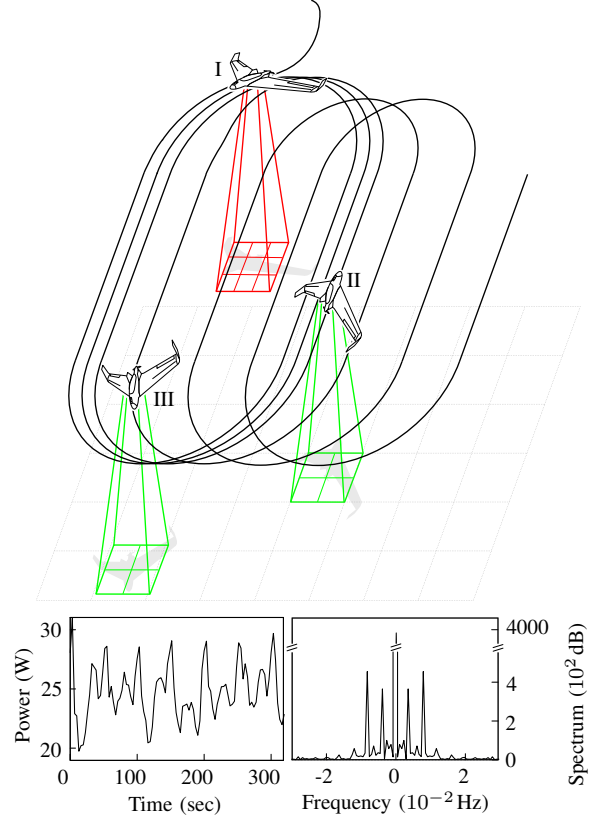 I
II
III
30
25
20
Power (W)
0
100
200
300
Time (sec)
4000
4
2
0
Spectrum (10² dB)
-2
0
2
Frequency (10⁻² Hz)